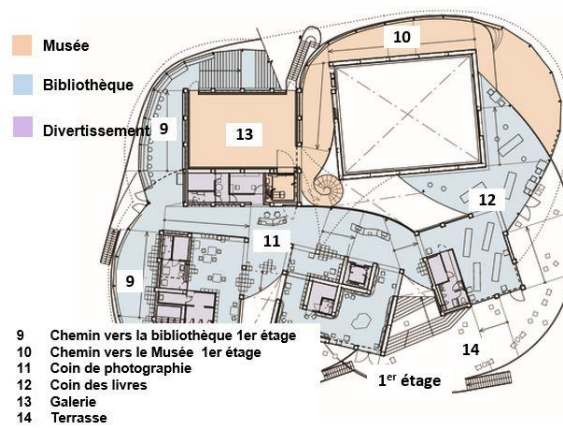 Musée
10
Bibliothèque
9
13
Divertissement
12
11
9
9 Chemin vers la bibliothèque 1er étage
10 Chemin vers le Musée 1er étage
11 Coin de photographie
12 Coin des livres
13 Galerie
14 Terrasse
14
1er étage